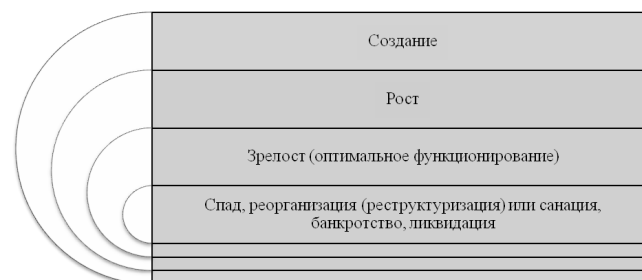 Создание
Рост
Зрелост (оптимальное функционирование)
Спад, реорганизация (реструктуризация) или санация,
банкротство, ликвидация